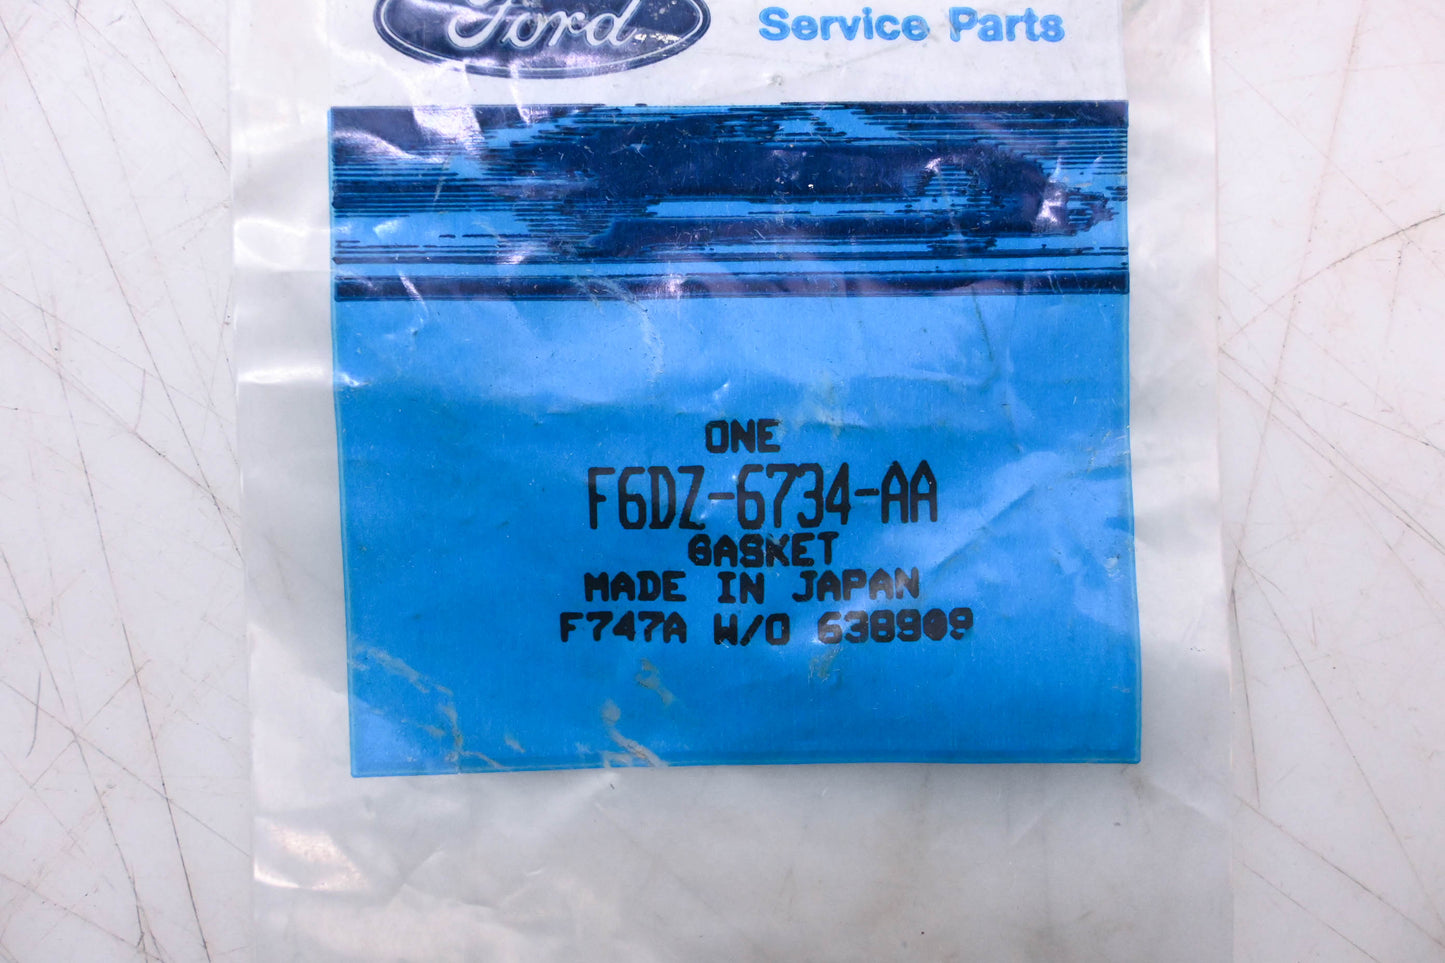 Ford
Service Parts
ONE
F6DZ-6734-AA
GASKET
MADE IN JAPAN
F747A W/O 638909